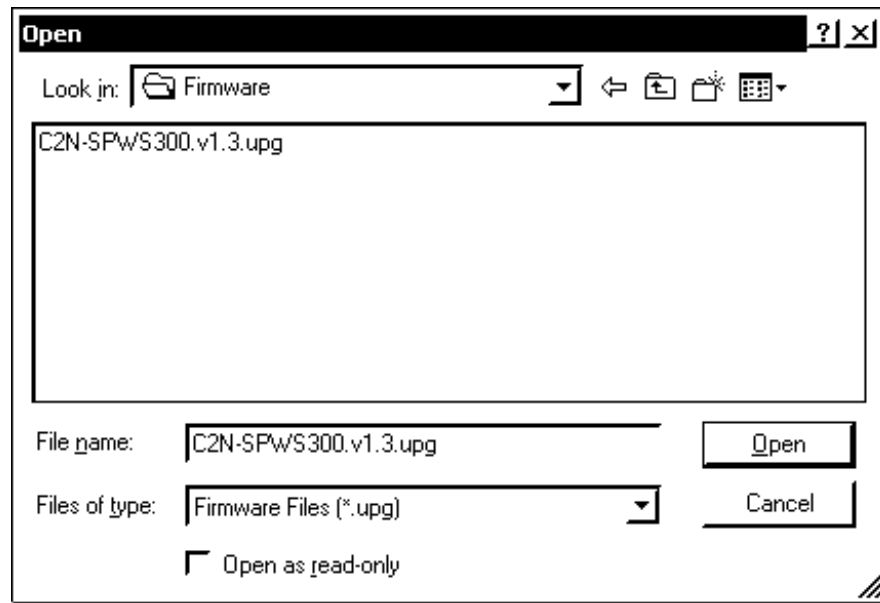 Open
Look in: Firmware
C2N-SPWS300.v1.3.upg
File name: C2N-SPWS300.v1.3.upg Open
Files of type: Firmware Files (*.upg) Cancel
Open as read-only